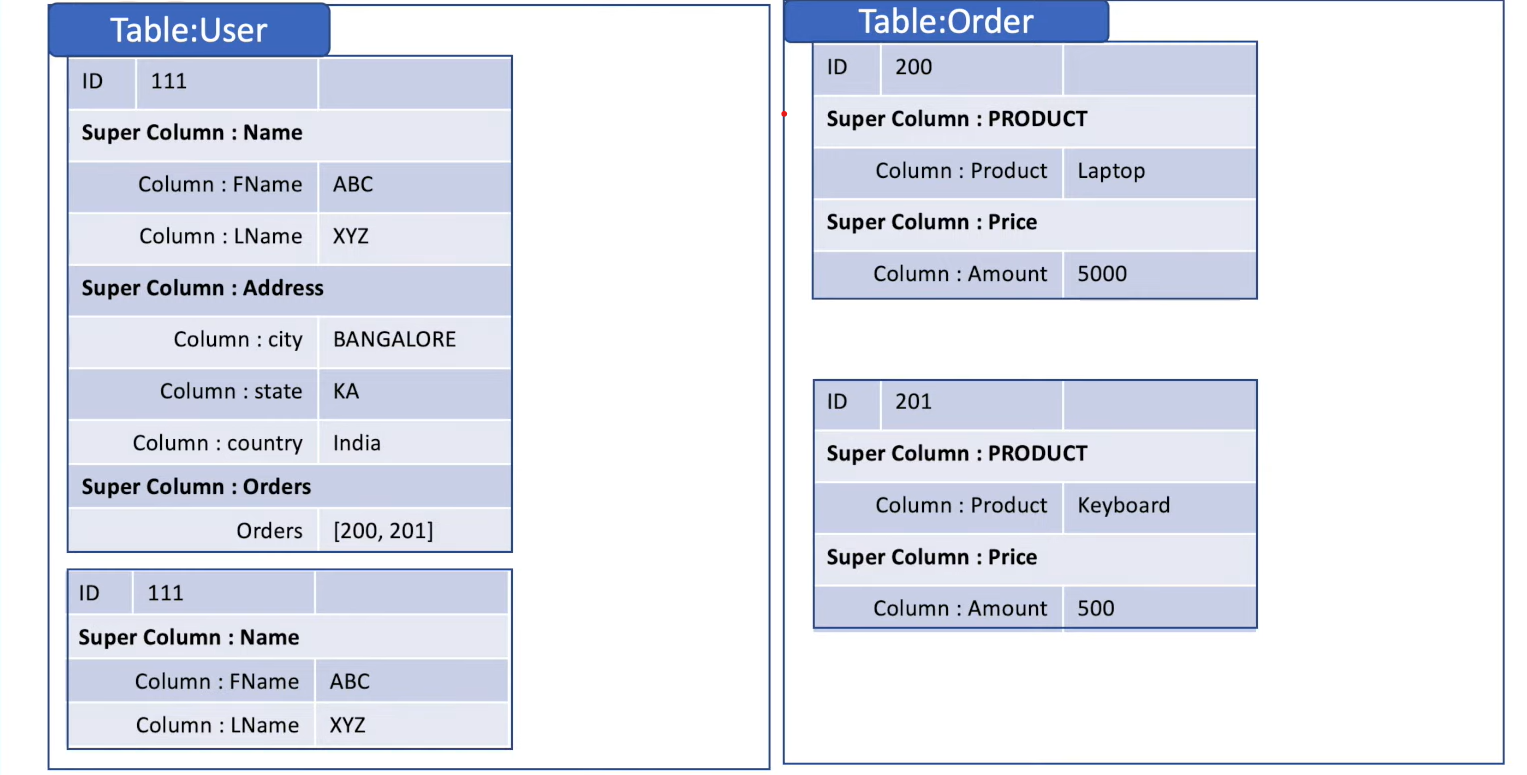 Table:User
ID 111
Super Column : Name
Column : FName ABC
Column : LName XYZ
Super Column : Address
Column : city BANGALORE
Column : state KA
Column : country India
Super Column : Orders
Orders [200, 201]
ID 111
Super Column : Name
Column : FName ABC
Column : LName XYZ
Table:Order
ID 200
Super Column : PRODUCT
Column : Product Laptop
Super Column : Price
Column : Amount 5000
ID 201
Super Column : PRODUCT
Column : Product Keyboard
Super Column : Price
Column : Amount 500